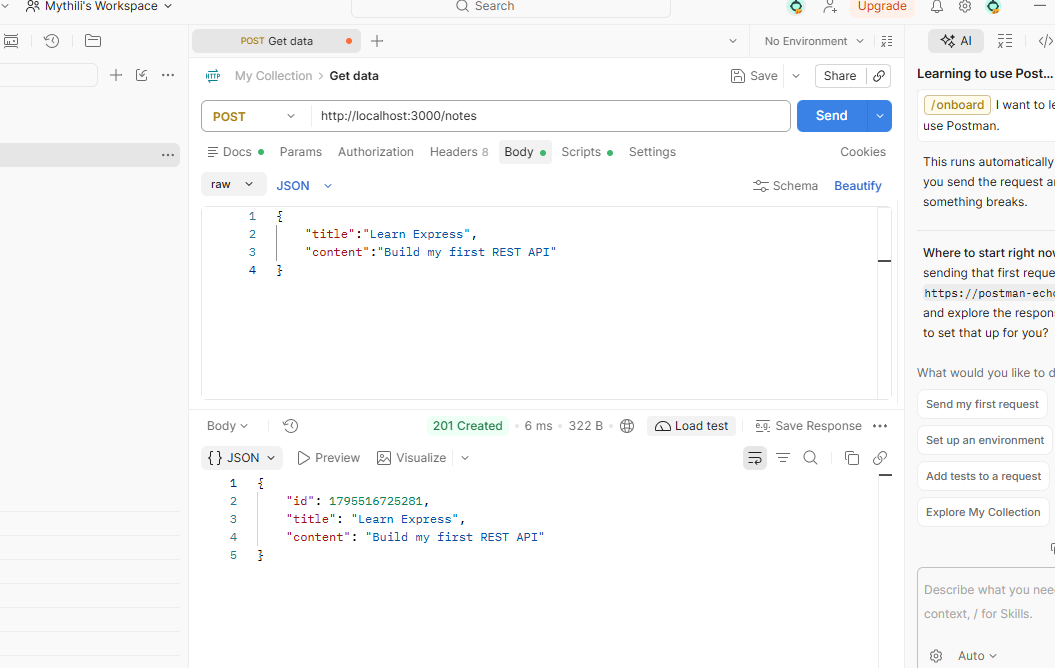 Mythili's Workspace
Search
Upgrade
POST Get data
No Environment
AI
HTTP My Collection > Get data
Save
Share
Learning to use Post...
POST
http://localhost:3000/notes
Send
/onboard I want to le
use Postman.
Docs
Params
Authorization
Headers 8
Body
Scripts
Settings
Cookies
This runs automatically
you send the request a
something breaks.
raw
JSON
Schema
Beautify
1 {
2 "title":"Learn Express",
3 "content":"Build my first REST API"
4 }
Where to start right now
sending that first reque
https://postman-echo
and explore the respon
to set that up for you?
What would you like to d
Send my first request
Set up an environment
Add tests to a request
Explore My Collection
Body
201 Created
6 ms
322 B
Load test
e.g. Save Response
{} JSON
Preview
Visualize
1 {
2 "id": 1795516725281,
3 "title": "Learn Express",
4 "content": "Build my first REST API"
5 }
Describe what you nee
context, / for Skills.
Auto